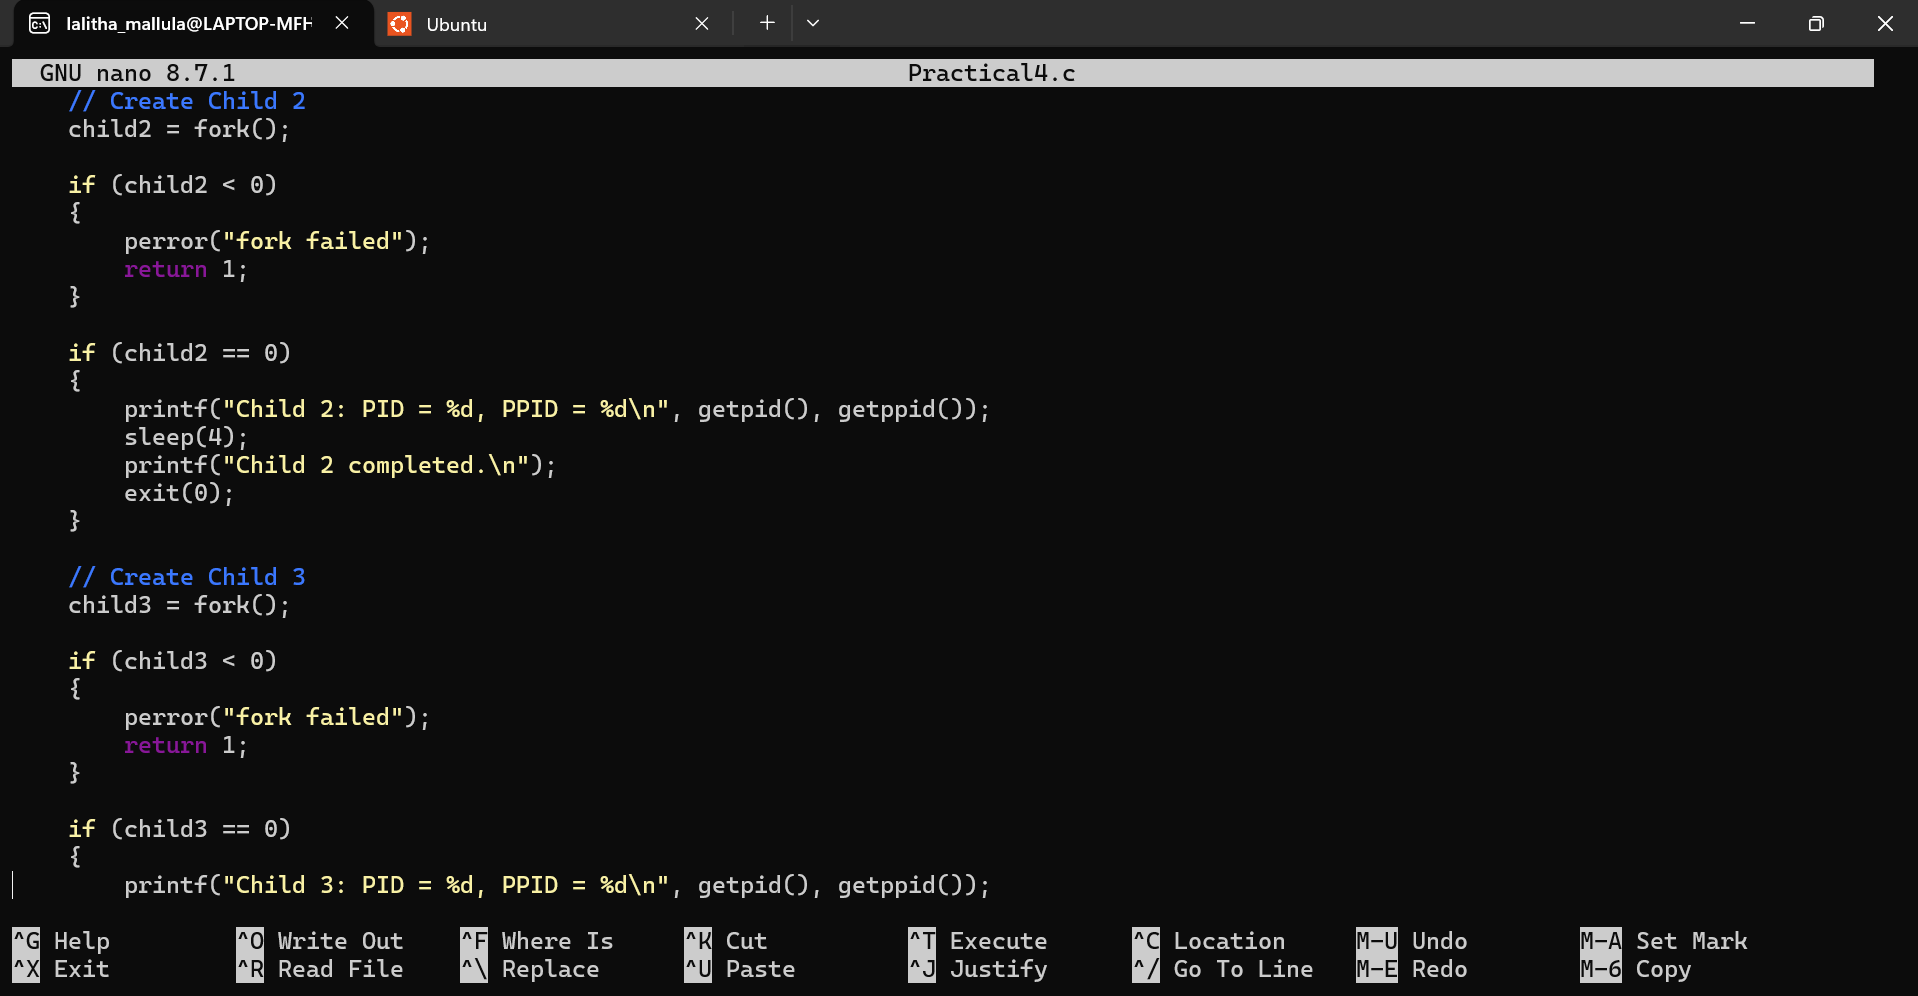 lalitha_mallula@LAPTOP-MFH
Ubuntu
GNU nano 8.7.1 Practical4.c
// Create Child 2
child2 = fork();
if (child2 < 0)
{
perror("fork failed");
return 1;
}
if (child2 == 0)
{
printf("Child 2: PID = %d, PPID = %d\n", getpid(), getppid());
sleep(4);
printf("Child 2 completed.\n");
exit(0);
}
// Create Child 3
child3 = fork();
if (child3 < 0)
{
perror("fork failed");
return 1;
}
if (child3 == 0)
{
printf("Child 3: PID = %d, PPID = %d\n", getpid(), getppid());
^G Help ^O Write Out ^F Where Is ^K Cut ^T Execute ^C Location M-U Undo M-A Set Mark
^X Exit ^R Read File ^\ Replace ^U Paste ^J Justify ^/ Go To Line M-E Redo M-6 Copy